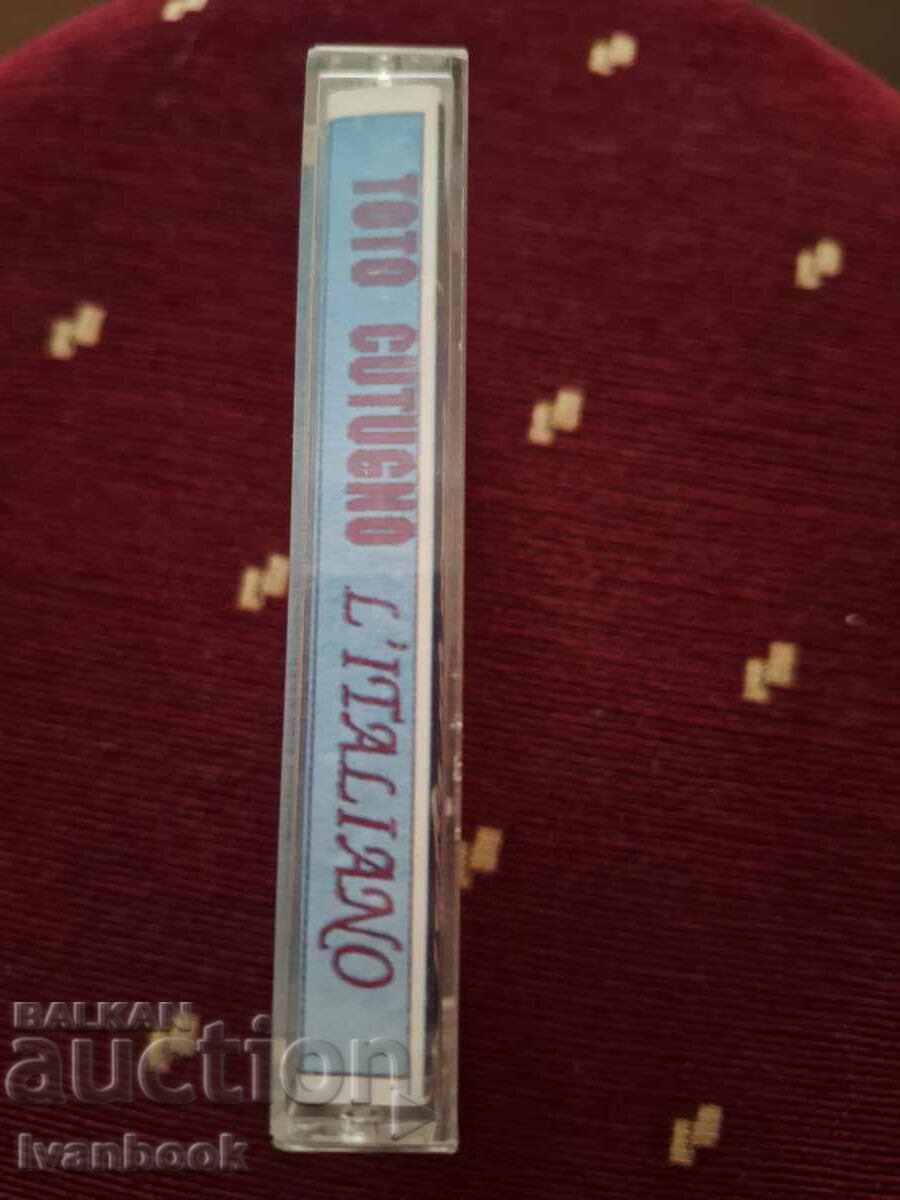 TOTO CUTUGNO L'ITALIANO
BALKAN
auction
Ivanbook